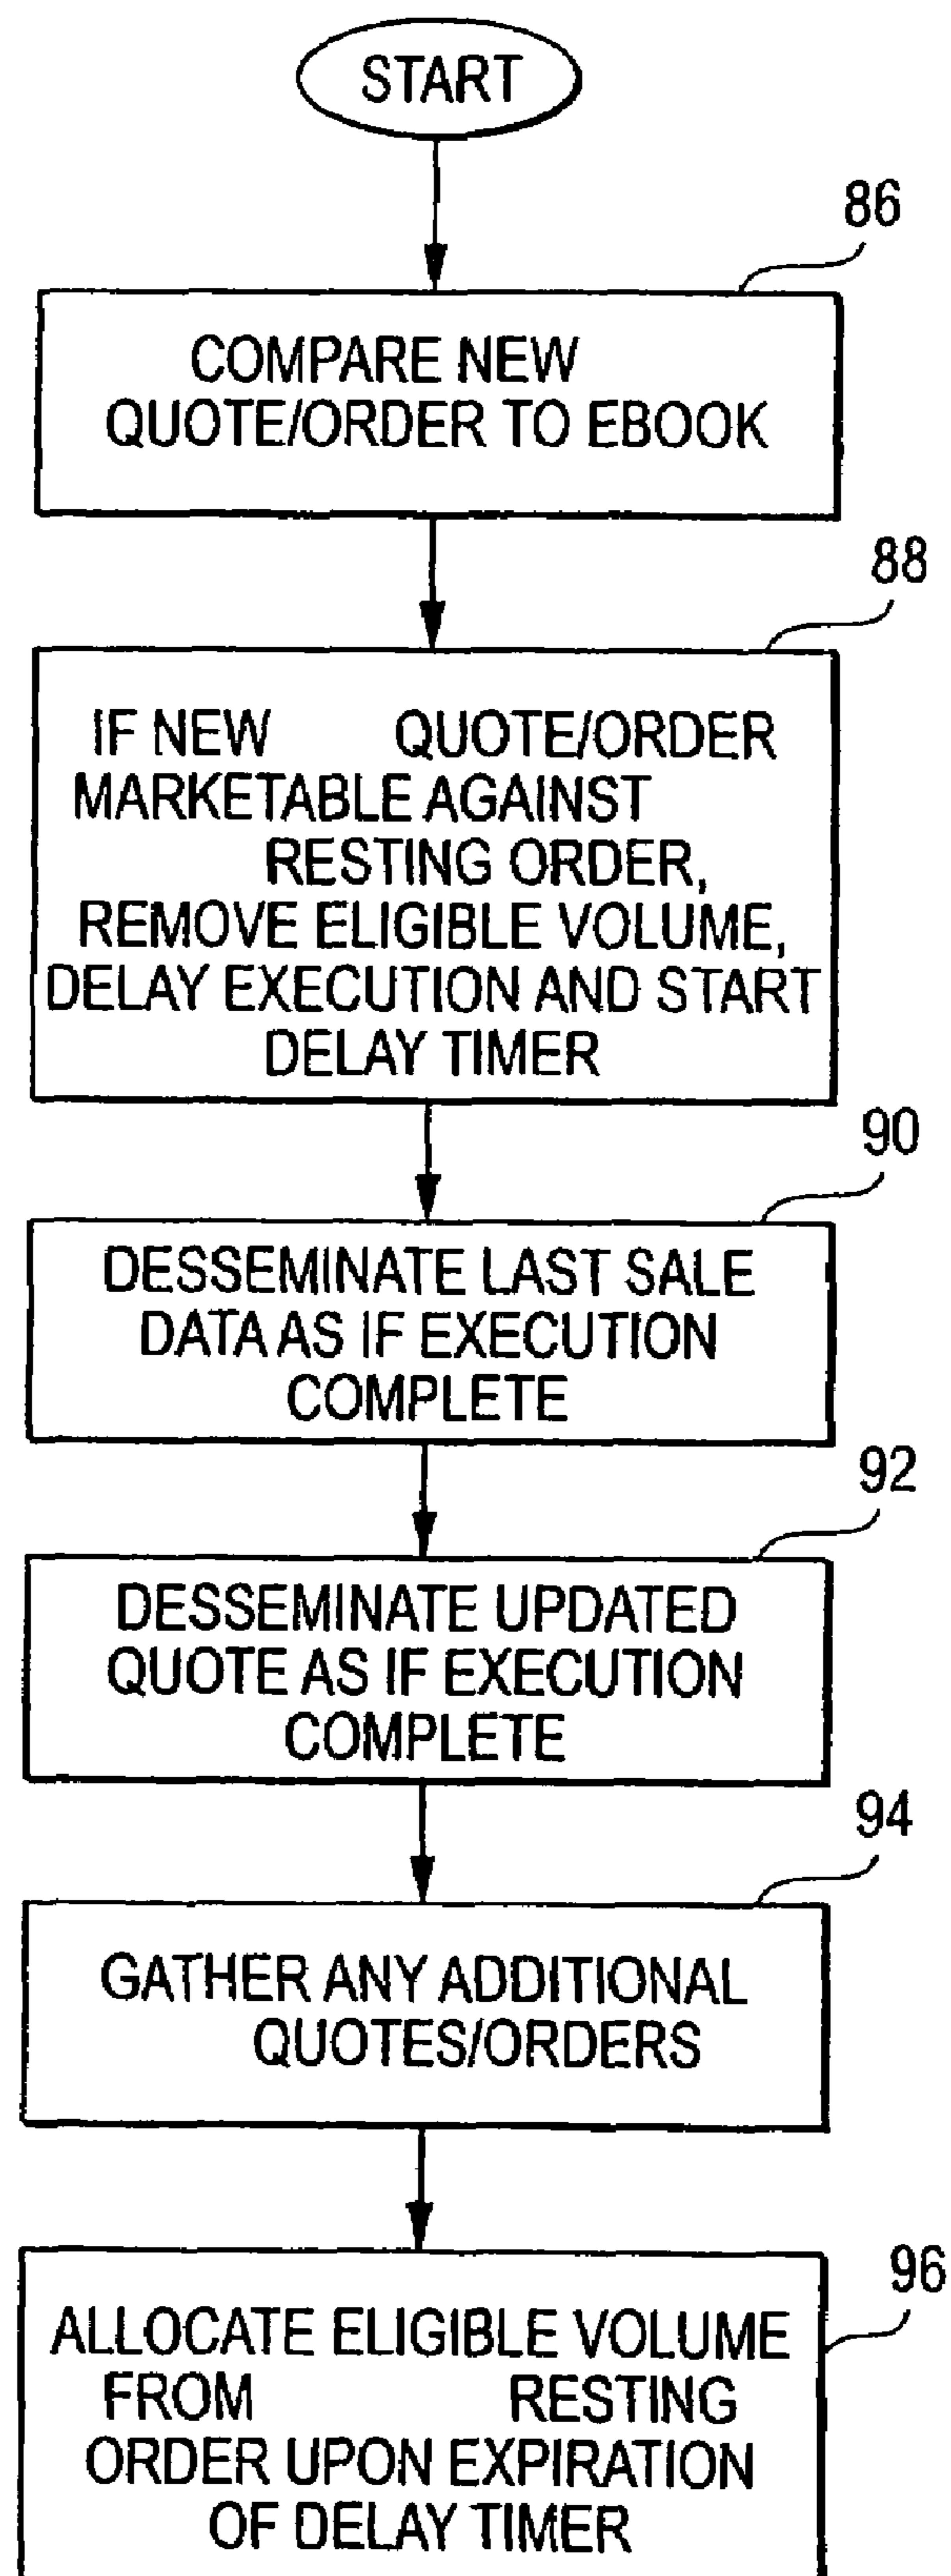 START
86
COMPARE NEW
QUOTE/ORDER TO EBOOK
88
IF NEW QUOTE/ORDER
MARKETABLE AGAINST
RESTING ORDER,
REMOVE ELIGIBLE VOLUME,
DELAY EXECUTION AND START
DELAY TIMER
90
DESSEMINATE LAST SALE
DATA AS IF EXECUTION
COMPLETE
92
DESSEMINATE UPDATED
QUOTE AS IF EXECUTION
COMPLETE
94
GATHER ANY ADDITIONAL
QUOTES/ORDERS
96
ALLOCATE ELIGIBLE VOLUME
FROM RESTING
ORDER UPON EXPIRATION
OF DELAY TIMER